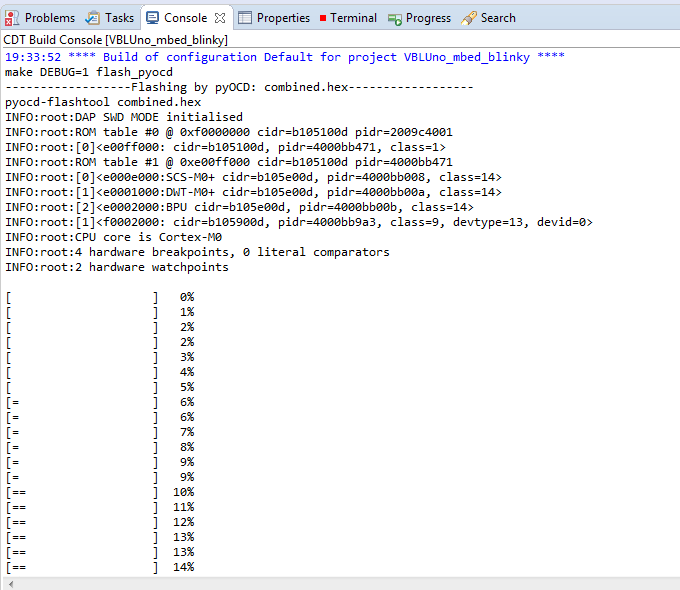 Problems Tasks Console Properties Terminal Progress Search
CDT Build Console [VBLUno_mbed_blinky]
19:33:52 **** Build of configuration Default for project VBLUno_mbed_blinky ****
make DEBUG=1 flash_pyocd
-----------------Flashing by pyOCD: combined.hex-----------------
pyocd-flashtool combined.hex
INFO:root:DAP SWD MODE initialised
INFO:root:ROM table #0 @ 0xf0000000 cidr=b105100d pidr=2009c4001
INFO:root:[0]<e00ff000: cidr=b105100d, pidr=4000bb471, class=1>
INFO:root:ROM table #1 @ 0xe00ff000 cidr=b105100d pidr=4000bb471
INFO:root:[0]<e000e000:SCS-M0+ cidr=b105e00d, pidr=4000bb008, class=14>
INFO:root:[1]<e0001000:DWT-M0+ cidr=b105e00d, pidr=4000bb00a, class=14>
INFO:root:[2]<e0002000:BPU cidr=b105e00d, pidr=4000bb00b, class=14>
INFO:root:[1]<f0002000: cidr=b105900d, pidr=4000bb9a3, class=9, devtype=13, devid=0>
INFO:root:CPU core is Cortex-M0
INFO:root:4 hardware breakpoints, 0 literal comparators
INFO:root:2 hardware watchpoints
[                    ]   0%
[                    ]   1%
[                    ]   2%
[                    ]   2%
[                    ]   3%
[                    ]   4%
[                    ]   5%
[=                   ]   6%
[=                   ]   6%
[=                   ]   7%
[=                   ]   8%
[=                   ]   9%
[=                   ]   9%
[==                  ]  10%
[==                  ]  11%
[==                  ]  12%
[==                  ]  13%
[==                  ]  13%
[==                  ]  14%